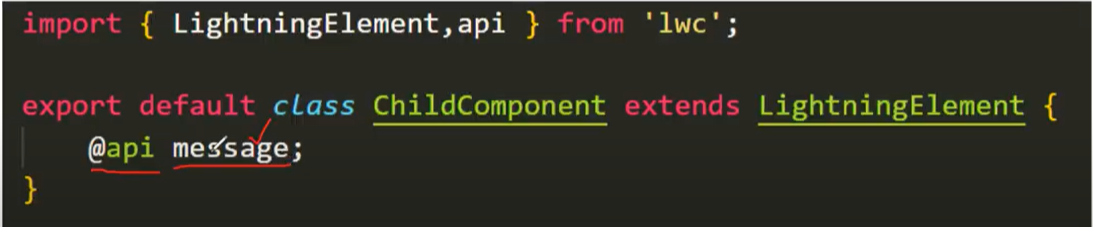 import { LightningElement,api } from 'lwc';
export default class ChildComponent extends LightningElement {
@api message;
}